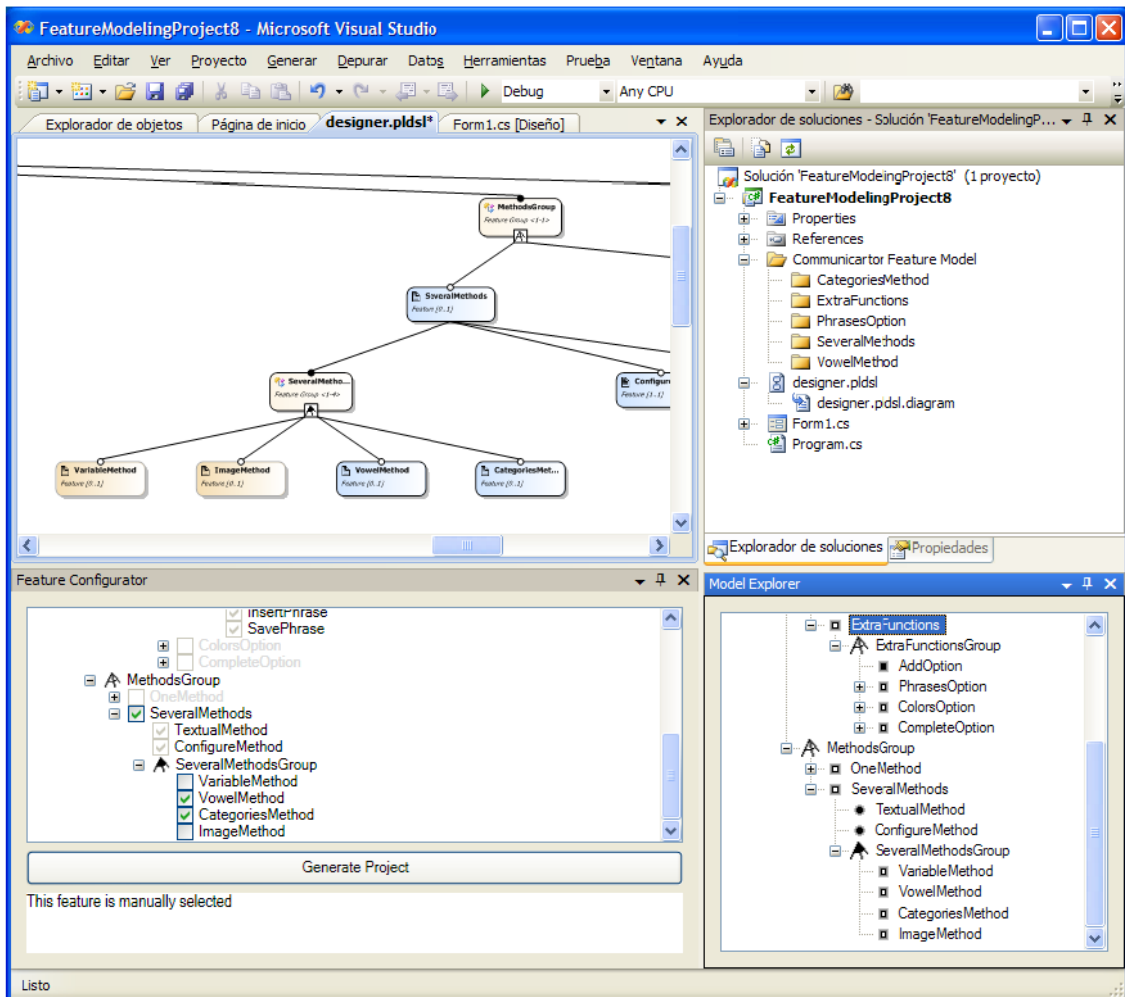 FeatureModelingProject8 - Microsoft Visual Studio
Archivo Editar Ver Proyecto Generar Depurar Datos Herramientas Prueba Ventana Ayuda
Debug Any CPU
Explorador de objetos Página de inicio designer.pldsl* Form1.cs [Diseño]
MethodsGroup
Feature Group <1-1>
SeveralMethods
Feature [0..1]
SeveralMetho...
Feature Group <1-4>
Configur
Feature [1..1]
VariableMethod
Feature [0..1]
ImageMethod
Feature [0..1]
VowelMethod
Feature [0..1]
CategoriesMet...
Feature [0..1]
Explorador de soluciones - Solución 'FeatureModelingP...
Solución 'FeatureModeingProject8' (1 proyecto)
FeatureModelingProject8
Properties
References
Communicartor Feature Model
CategoriesMethod
ExtraFunctions
PhrasesOption
SeveralMethods
VowelMethod
designer.pldsl
designer.pldsl.diagram
Form1.cs
Program.cs
Explorador de soluciones Propiedades
Feature Configurator
InsertPhrase
SavePhrase
ColorsOption
CompleteOption
MethodsGroup
OneMethod
SeveralMethods
TextualMethod
ConfigureMethod
SeveralMethodsGroup
VariableMethod
VowelMethod
CategoriesMethod
ImageMethod
Generate Project
This feature is manually selected
Model Explorer
ExtraFunctions
ExtraFunctionsGroup
AddOption
PhrasesOption
ColorsOption
CompleteOption
MethodsGroup
OneMethod
SeveralMethods
TextualMethod
ConfigureMethod
SeveralMethodsGroup
VariableMethod
VowelMethod
CategoriesMethod
ImageMethod
Listo